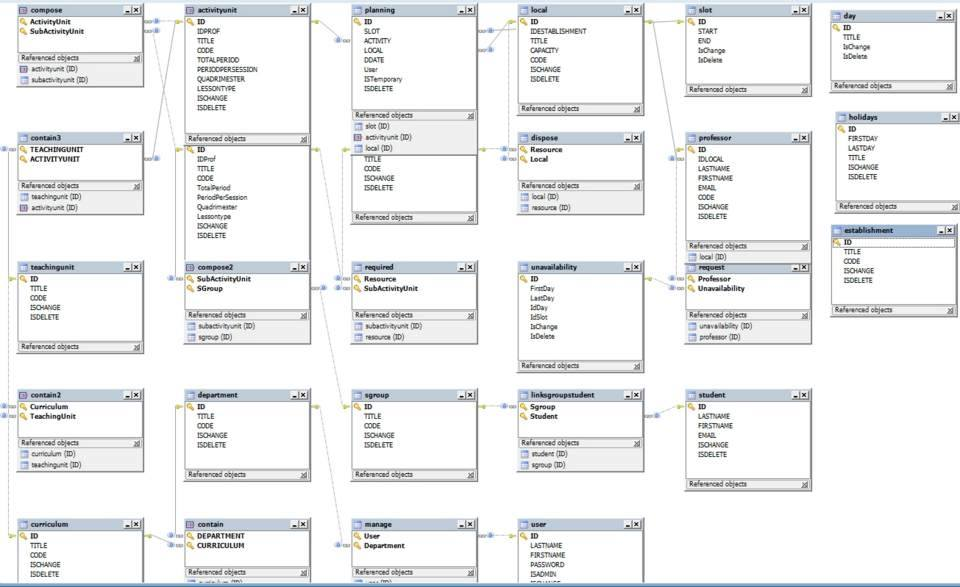 compose
ActivityUnit
SubActivityUnit
Referenced objects
activityunit (ID)
subactivityunit (ID)
activityunit
ID
IDPROF
TITLE
CODE
TOTALPERIOD
PERIODPERSESSION
QUADRIMESTER
LESSONTYPE
ISCHANGE
ISDELETE
Referenced objects
planning
ID
SLOT
ACTIVITY
LOCAL
DDATE
User
ISTemporary
ISDELETE
Referenced objects
slot (ID)
activityunit (ID)
local (ID)
local
ID
IDESTABLISHMENT
TITLE
CAPACITY
CODE
ISCHANGE
ISDELETE
Referenced objects
slot
ID
START
END
IsChange
IsDelete
Referenced objects
day
ID
TITLE
IsChange
IsDelete
Referenced objects
contain3
TEACHINGUNIT
ACTIVITYUNIT
Referenced objects
teachingunit (ID)
activityunit (ID)
ID
IDProf
TITLE
CODE
TotalPeriod
PeriodPerSession
Quadrimester
Lessontype
ISCHANGE
ISDELETE
TITLE
CODE
ISCHANGE
ISDELETE
Referenced objects
dispose
Resource
Local
Referenced objects
local (ID)
resource (ID)
professor
ID
IDLOCAL
LASTNAME
FIRSTNAME
EMAIL
CODE
ISCHANGE
ISDELETE
Referenced objects
local (ID)
holidays
ID
FIRSTDAY
LASTDAY
TITLE
ISCHANGE
ISDELETE
Referenced objects
establishment
ID
TITLE
CODE
ISCHANGE
ISDELETE
Referenced objects
teachingunit
ID
TITLE
CODE
ISCHANGE
ISDELETE
Referenced objects
compose2
SubActivityUnit
SGroup
Referenced objects
subactivityunit (ID)
sgroup (ID)
required
Resource
SubActivityUnit
Referenced objects
subactivityunit (ID)
resource (ID)
unavailability
ID
FirstDay
LastDay
IdDay
IdSlot
IsChange
IsDelete
Referenced objects
request
Professor
Unavailability
Referenced objects
unavailability (ID)
professor (ID)
contain2
Curriculum
TeachingUnit
Referenced objects
curriculum (ID)
teachingunit (ID)
department
ID
TITLE
CODE
ISCHANGE
ISDELETE
Referenced objects
sgroup
ID
TITLE
CODE
ISCHANGE
ISDELETE
Referenced objects
linksgroupstudent
Sgroup
Student
Referenced objects
student (ID)
sgroup (ID)
student
ID
LASTNAME
FIRSTNAME
EMAIL
ISCHANGE
ISDELETE
Referenced objects
curriculum
ID
TITLE
CODE
ISCHANGE
ISDELETE
contain
DEPARTMENT
CURRICULUM
Referenced objects
manage
User
Department
Referenced objects
user
ID
LASTNAME
FIRSTNAME
PASSWORD
ISADMIN